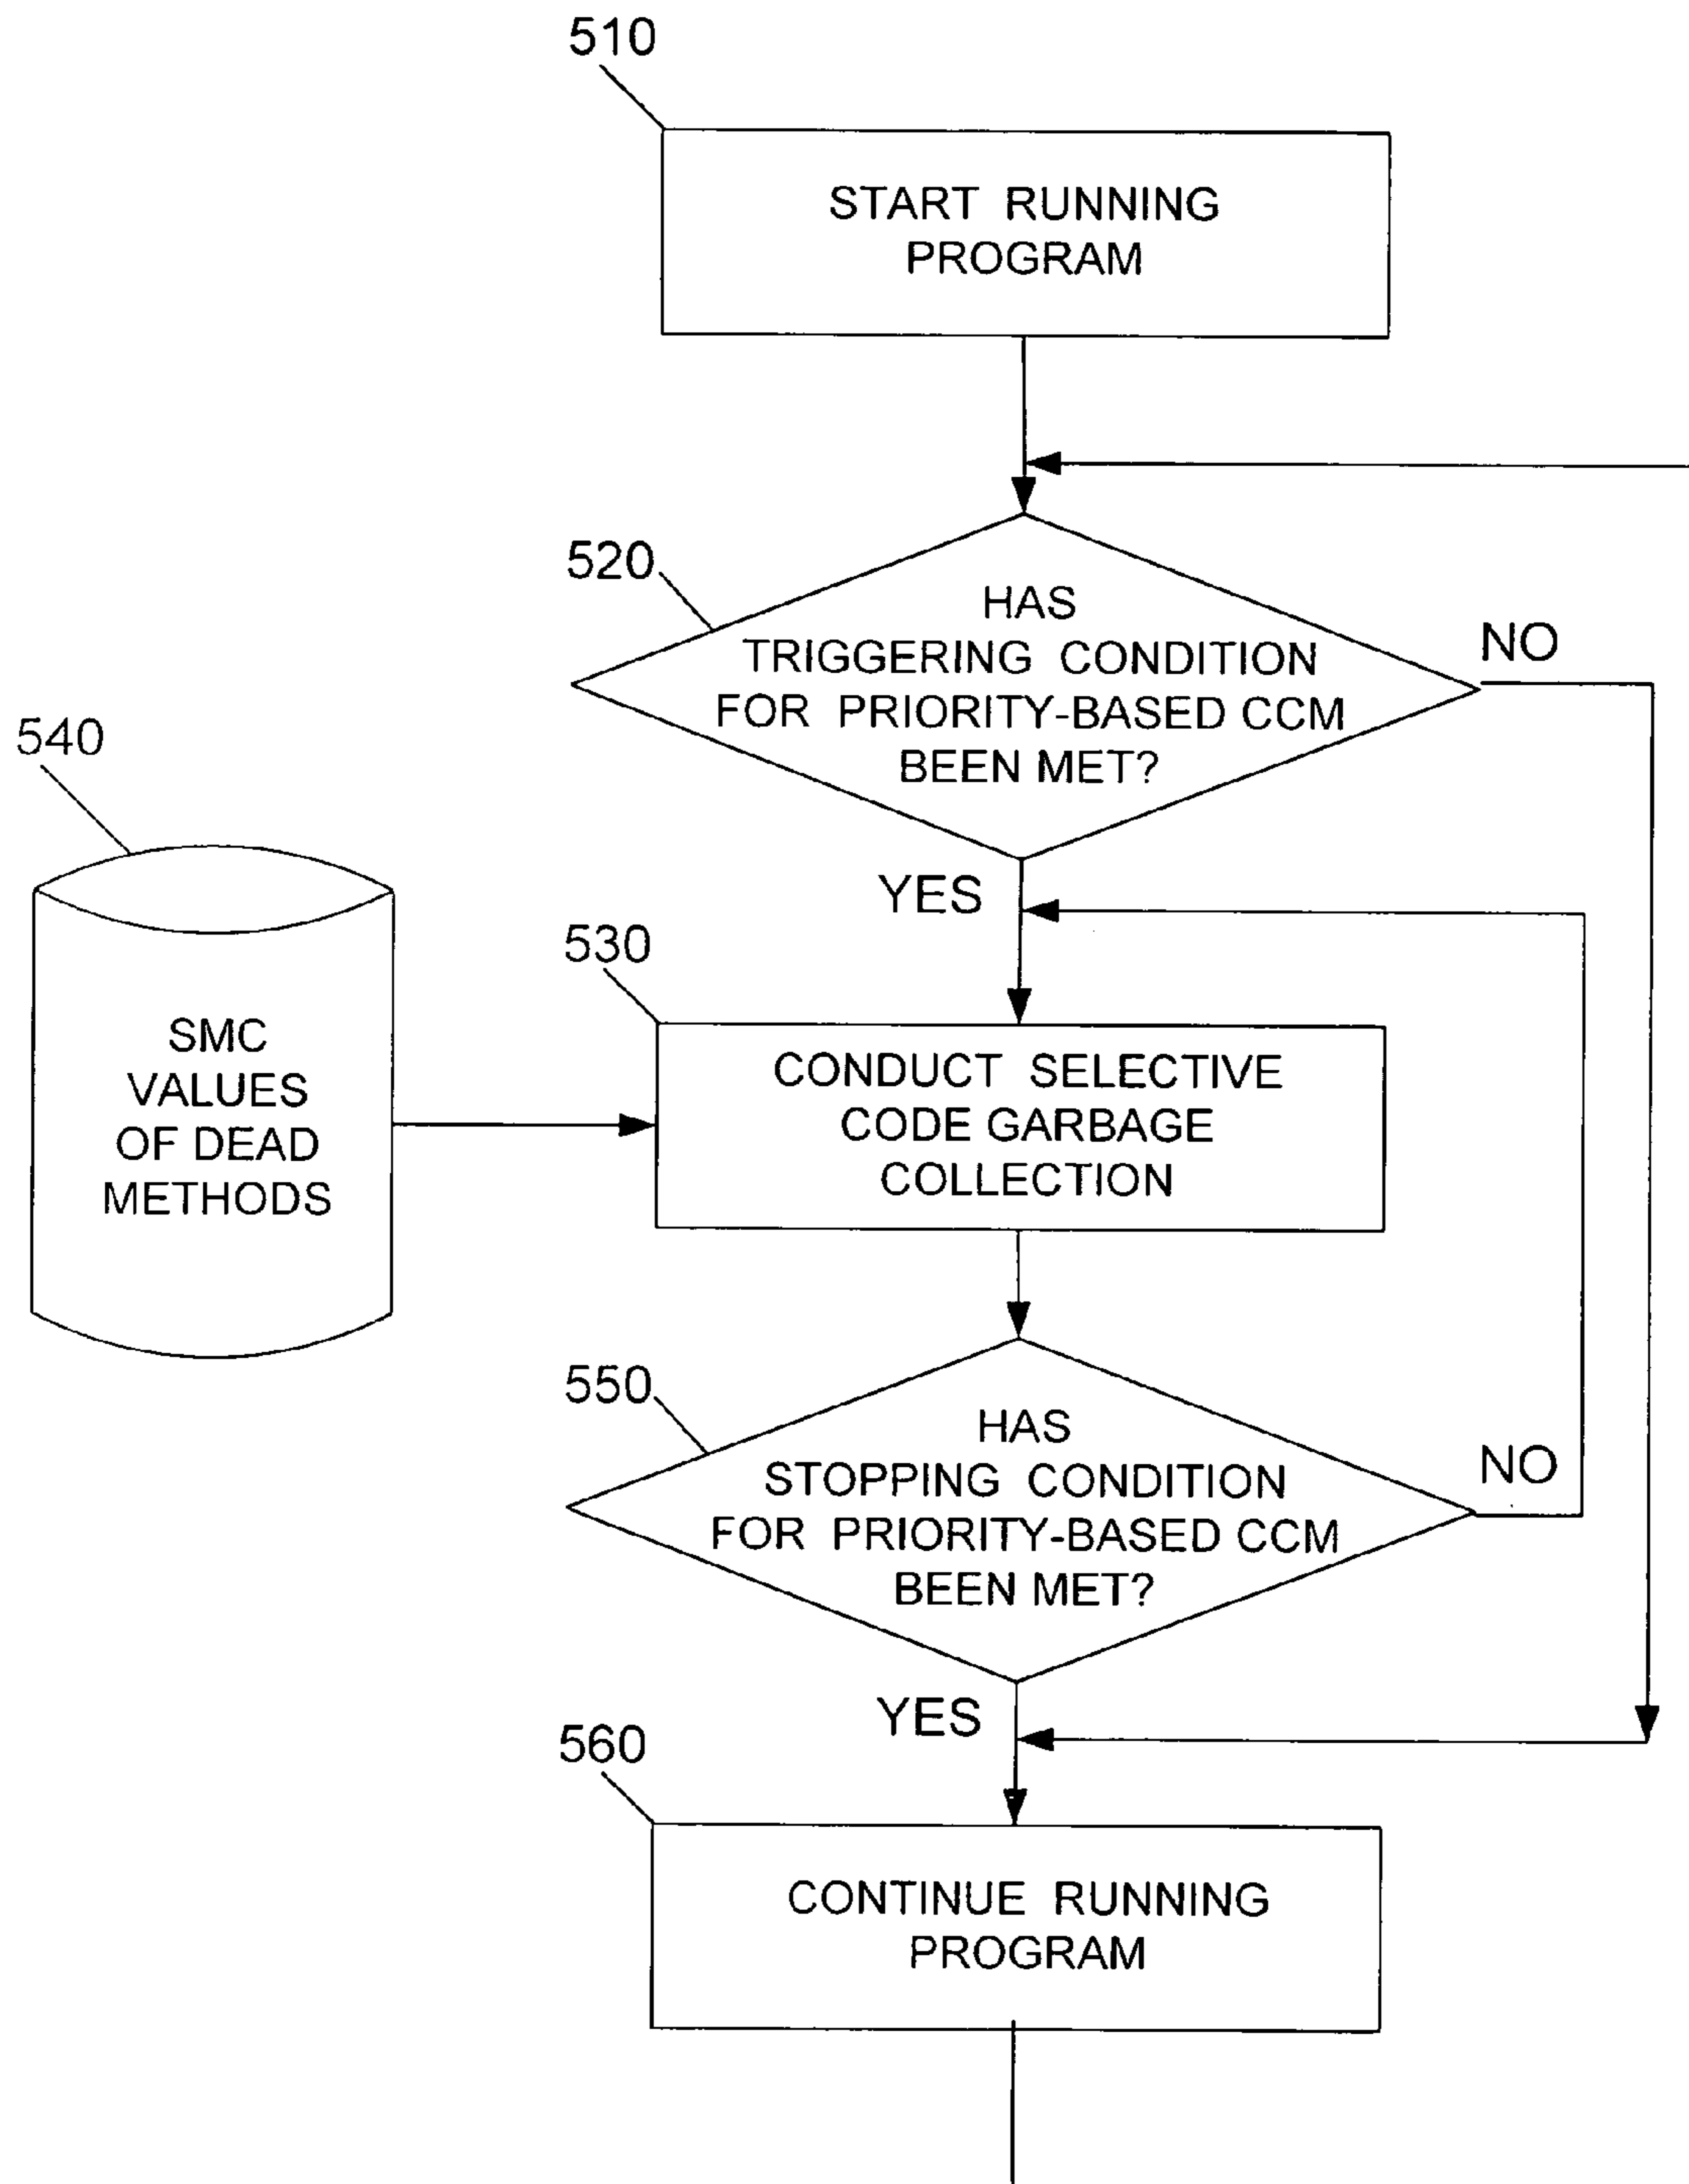 510
START RUNNING
PROGRAM
520
HAS
TRIGGERING CONDITION
FOR PRIORITY-BASED CCM
BEEN MET?
NO
YES
540
SMC
VALUES
OF DEAD
METHODS
530
CONDUCT SELECTIVE
CODE GARBAGE
COLLECTION
550
HAS
STOPPING CONDITION
FOR PRIORITY-BASED CCM
BEEN MET?
NO
YES
560
CONTINUE RUNNING
PROGRAM